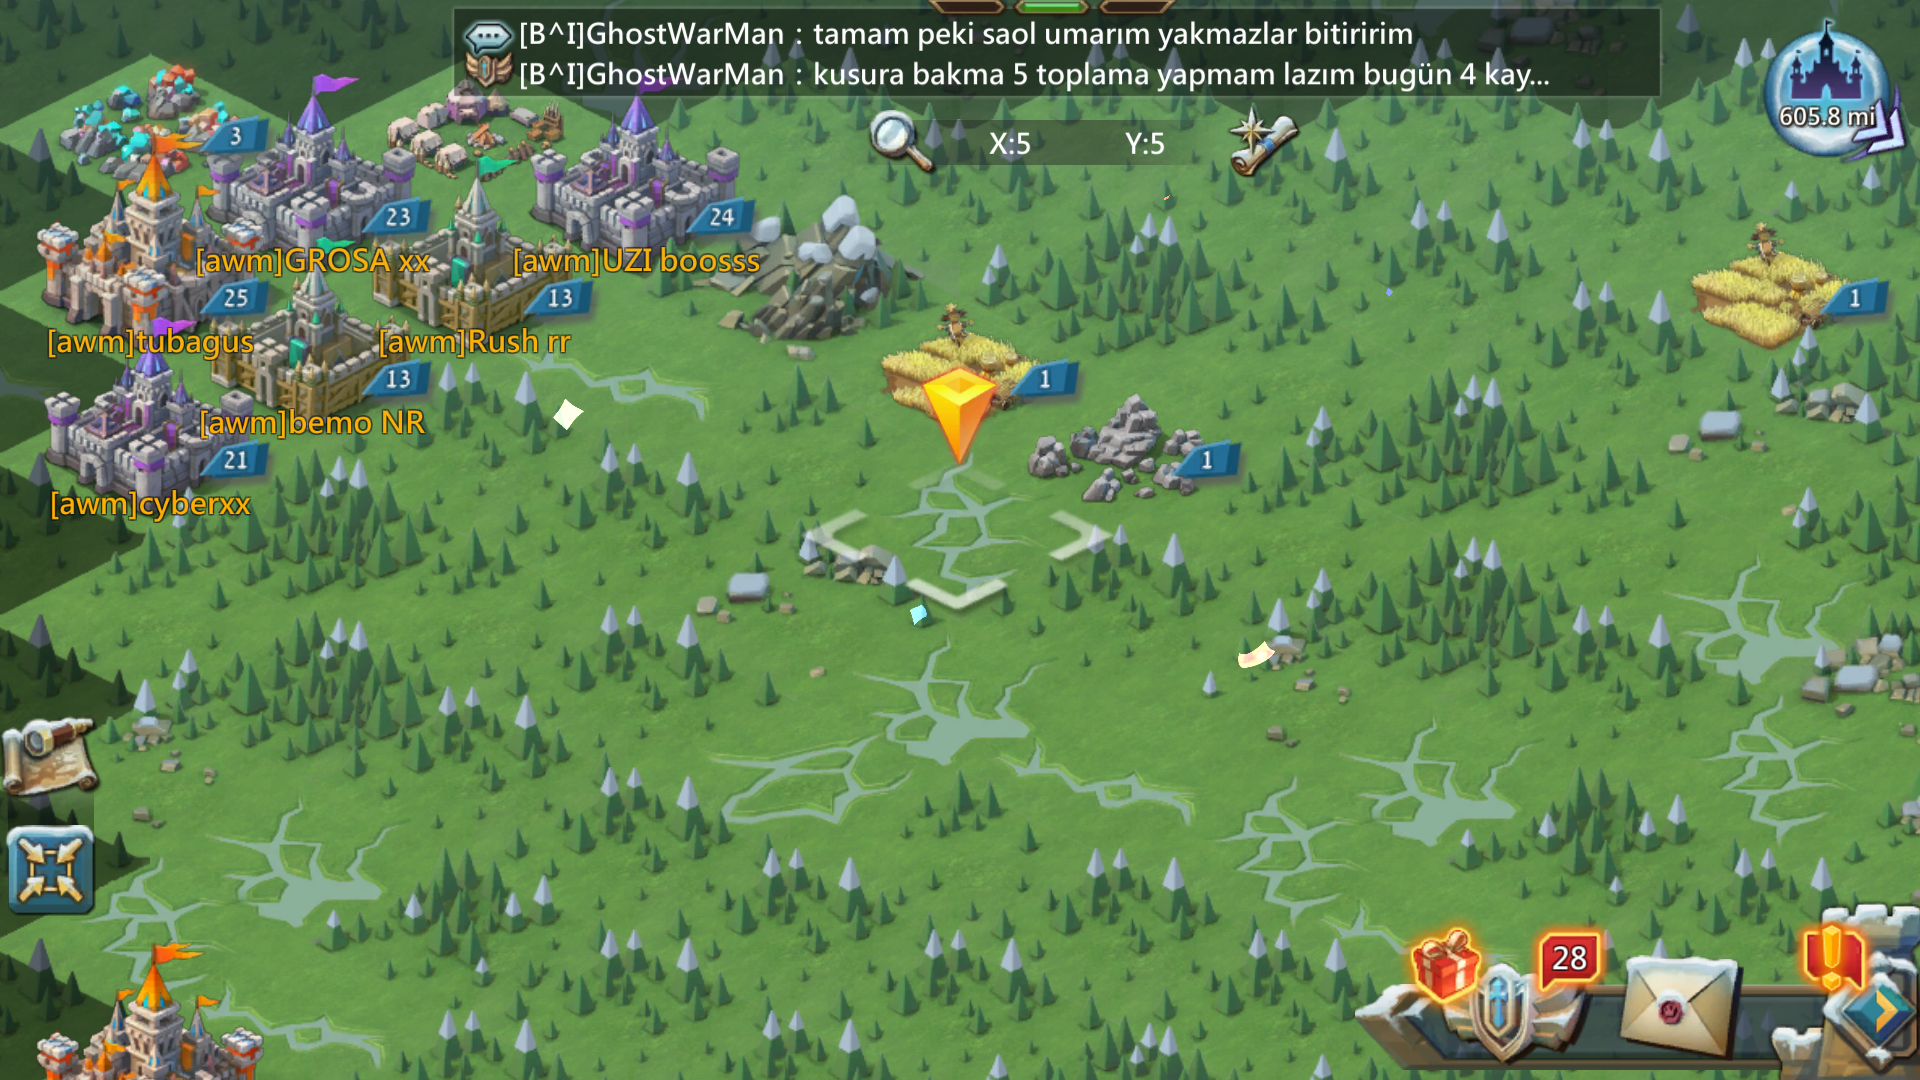 [B^I]GhostWarMan : tamam peki saol umarım yakmazlar bitiririm
[B^I]GhostWarMan : kusura bakma 5 toplama yapmam lazım bugün 4 kay...
605.8 mi
X:5 Y:5
3
23
24
[awm]GROSA xx
[awm]UZI boosss
25
13
1
[awm]tubagus
[awm]Rush rr
13
1
[awm]bemo NR
21
1
[awm]cyberxx
28